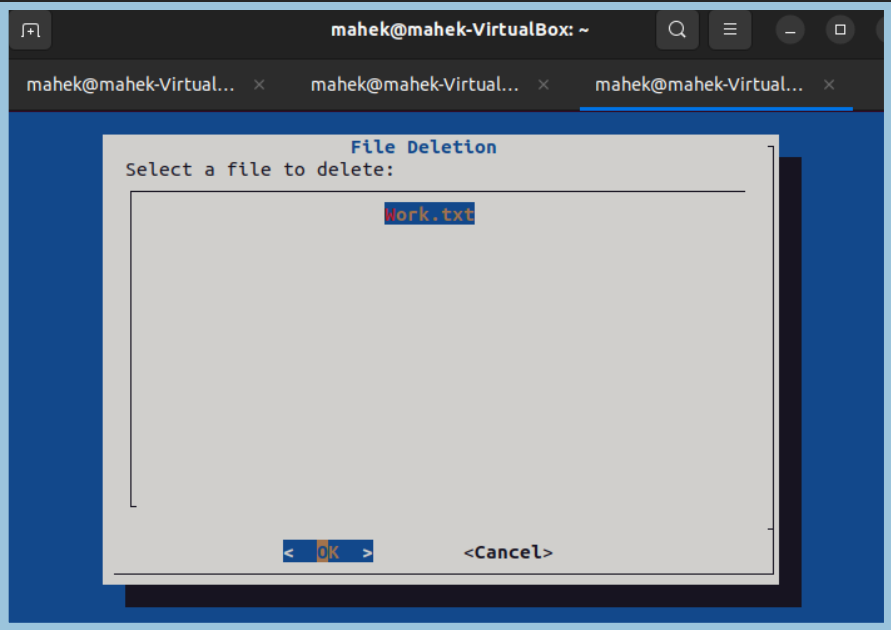 mahek@mahek-VirtualBox: ~
mahek@mahek-Virtual... × mahek@mahek-Virtual... × mahek@mahek-Virtual... ×
File Deletion
Select a file to delete:
Work.txt
< OK > <Cancel>